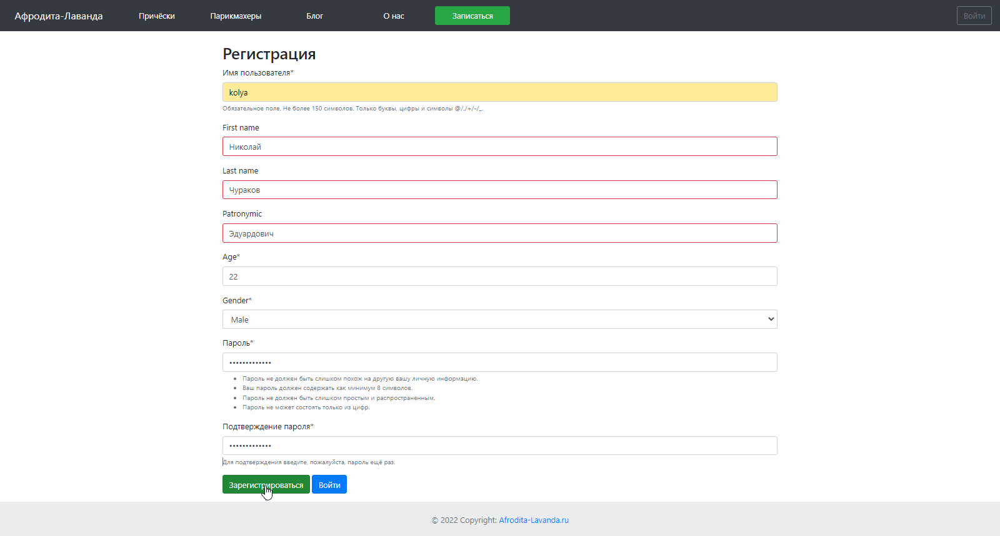 Афродита-Лаванда Причёски Парикмахеры Блог О нас Записаться Войти
Регистрация
Имя пользователя*
kolya
Обязательное поле. Не более 150 символов. Только буквы, цифры и символы @/./+/-/_.
First name
Николай
Last name
Чураков
Patronymic
Эдуардович
Age*
22
Gender*
Male
Пароль*
•••••••••••••
• Пароль не должен быть слишком похож на другую вашу личную информацию.
• Ваш пароль должен содержать как минимум 8 символов.
• Пароль не должен быть слишком простым и распространенным.
• Пароль не может состоять только из цифр.
Подтверждение пароля*
•••••••••••••
Для подтверждения введите, пожалуйста, пароль ещё раз.
Зарегистрироваться Войти
© 2022 Copyright: Afrodita-Lavanda.ru